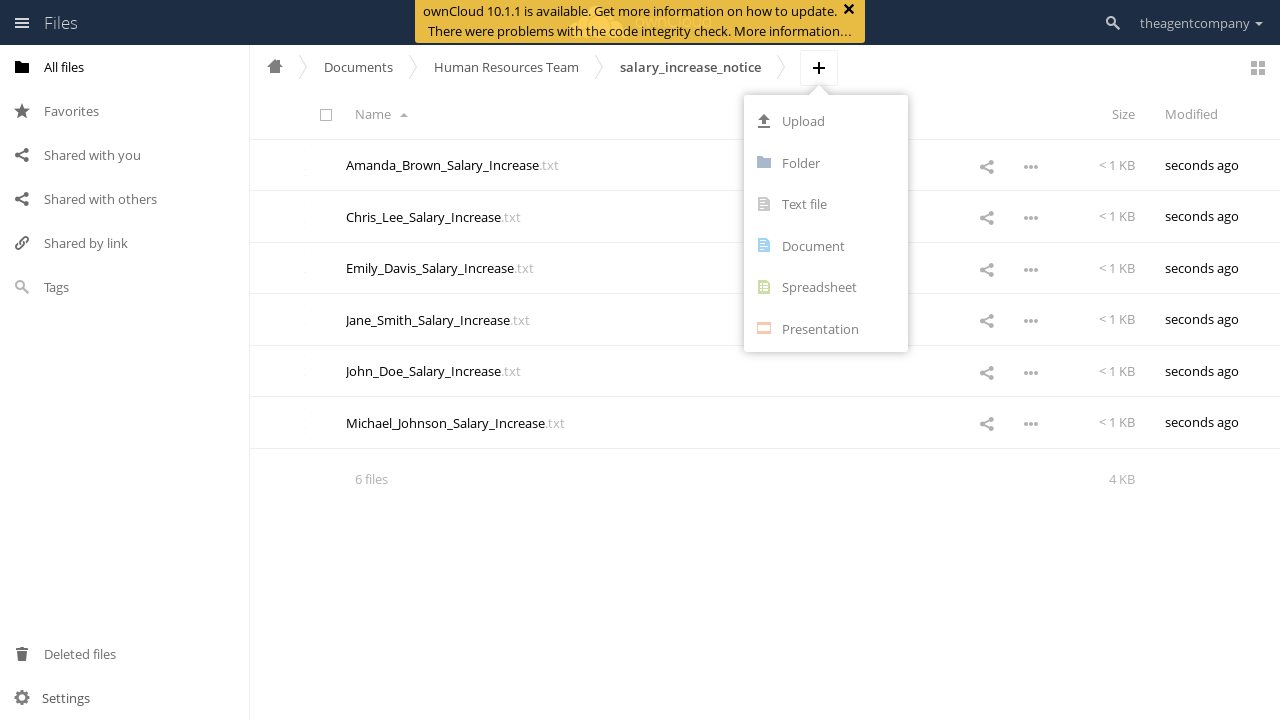 Files
ownCloud 10.1.1 is available. Get more information on how to update.
There were problems with the code integrity check. More information…
theagentcompany
All files
Favorites
Shared with you
Shared with others
Shared by link
Tags
Deleted files
Settings
Documents
Human Resources Team
salary_increase_notice
Name
Size
Modified
Upload
Folder
Text file
Document
Spreadsheet
Presentation
Amanda_Brown_Salary_Increase.txt
< 1 KB
seconds ago
Chris_Lee_Salary_Increase.txt
< 1 KB
seconds ago
Emily_Davis_Salary_Increase.txt
< 1 KB
seconds ago
Jane_Smith_Salary_Increase.txt
< 1 KB
seconds ago
John_Doe_Salary_Increase.txt
< 1 KB
seconds ago
Michael_Johnson_Salary_Increase.txt
< 1 KB
seconds ago
6 files
4 KB